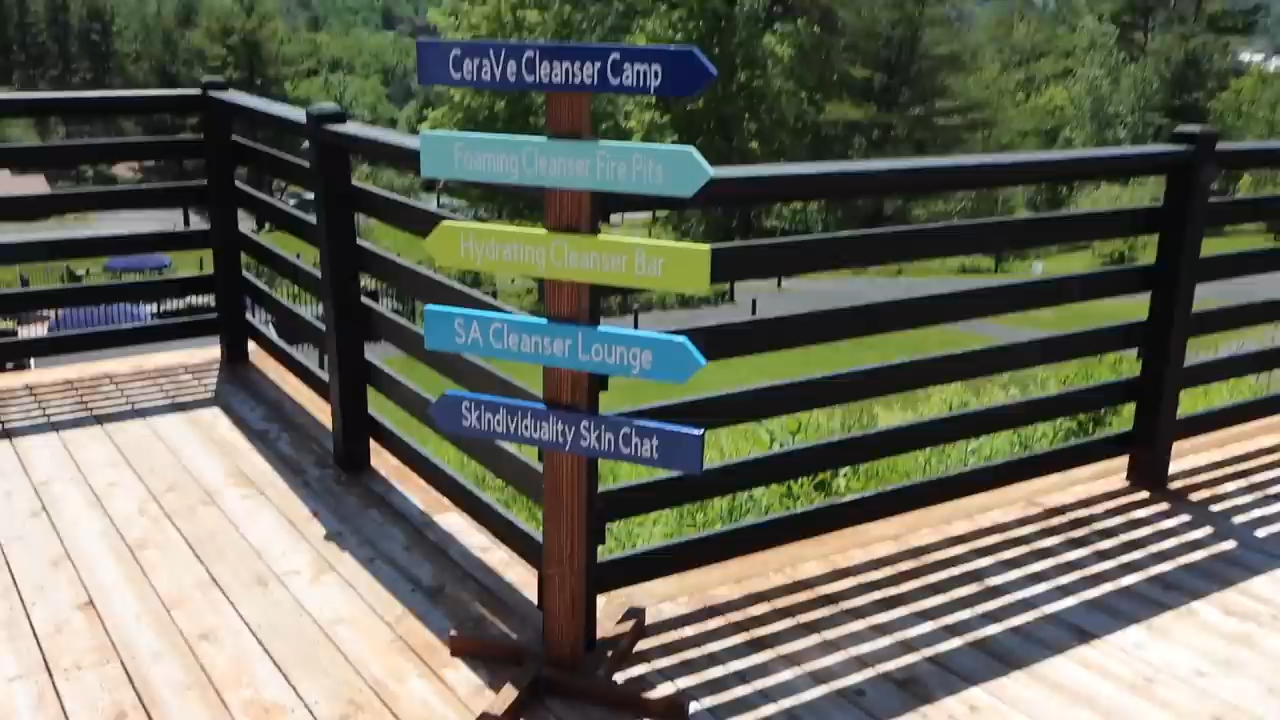 CeraVe Cleanser Camp
Foaming Cleanser Fire Pits
Hydrating Cleanser Bar
SA Cleanser Lounge
Skindividuality Skin Chat